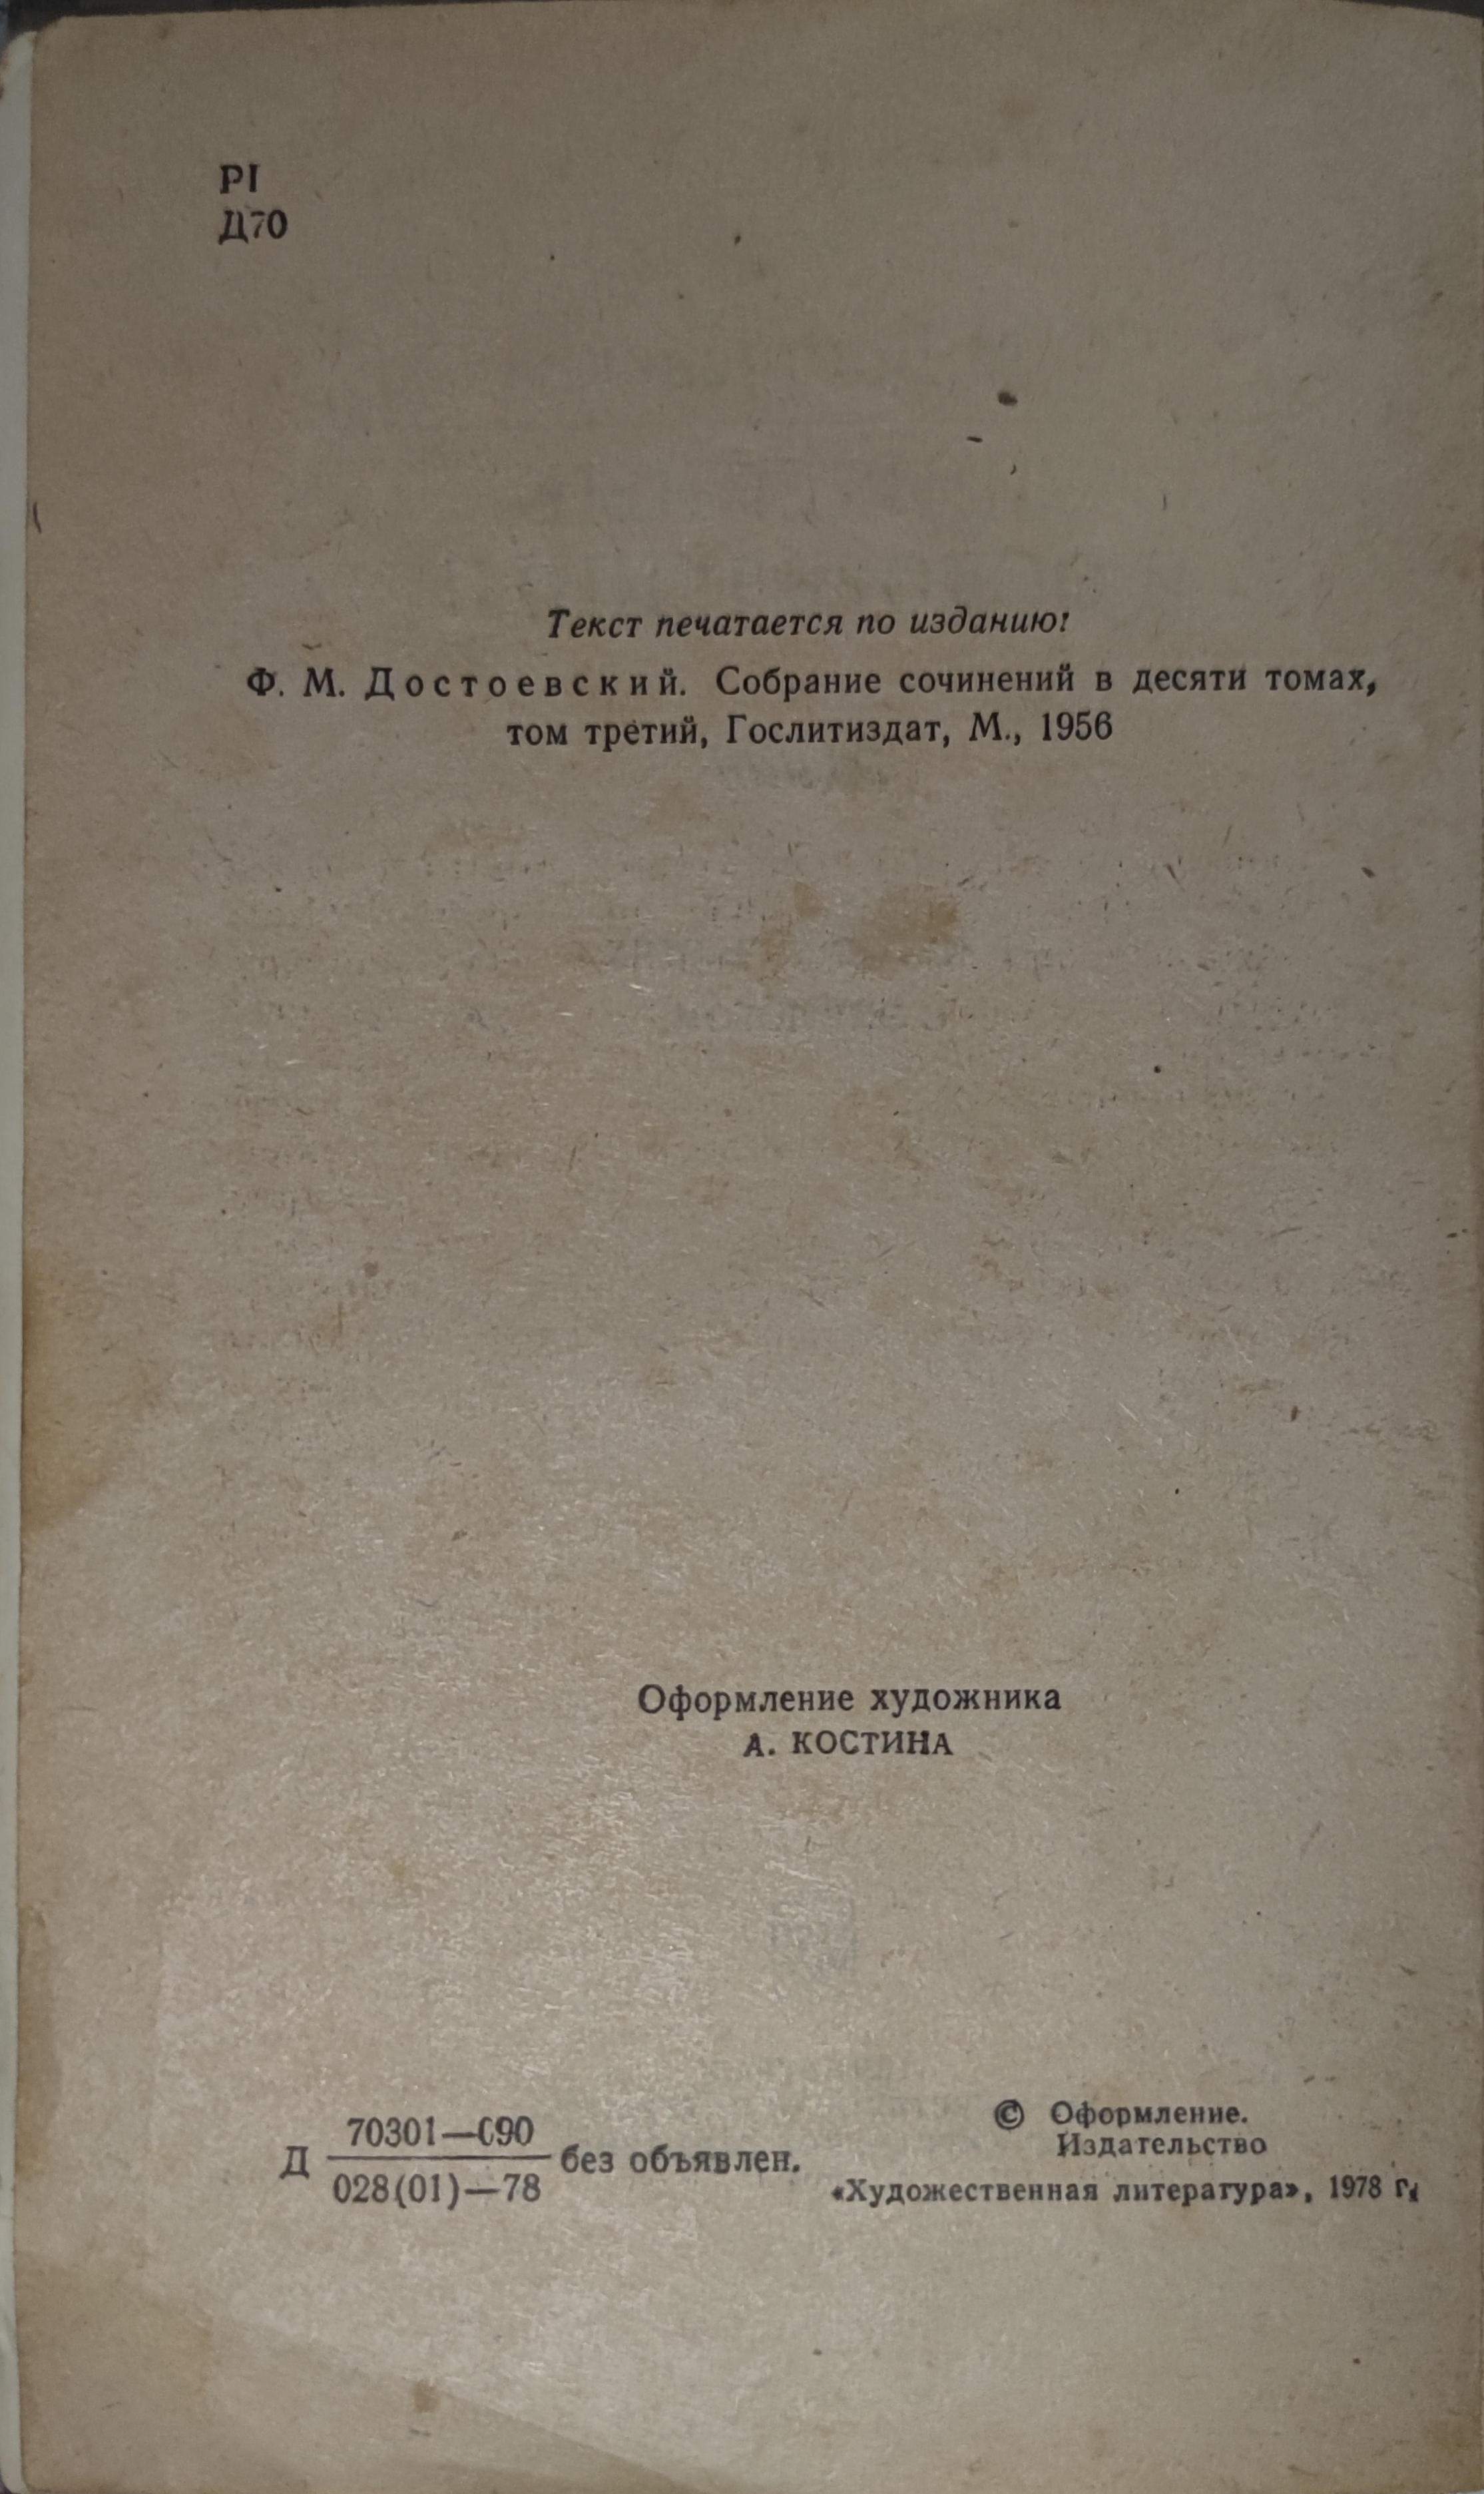 Р1
Д70
Текст печатается по изданию:
Ф. М. Достоевский. Собрание сочинений в десяти томах,
том третий, Гослитиздат, М., 1956
Оформление художника
А. КОСТИНА
Д 70301—090
028(01)—78 без объявлен.
© Оформление.
Издательство
«Художественная литература», 1978 г.